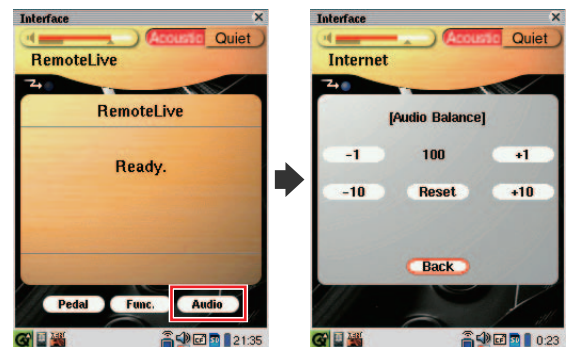 Interface ×
Acoustic Quiet
RemoteLive
RemoteLive
Ready.
Pedal Func. Audio
21:35
Interface ×
Acoustic Quiet
Internet
[Audio Balance]
-1 100 +1
-10 Reset +10
Back
0:23